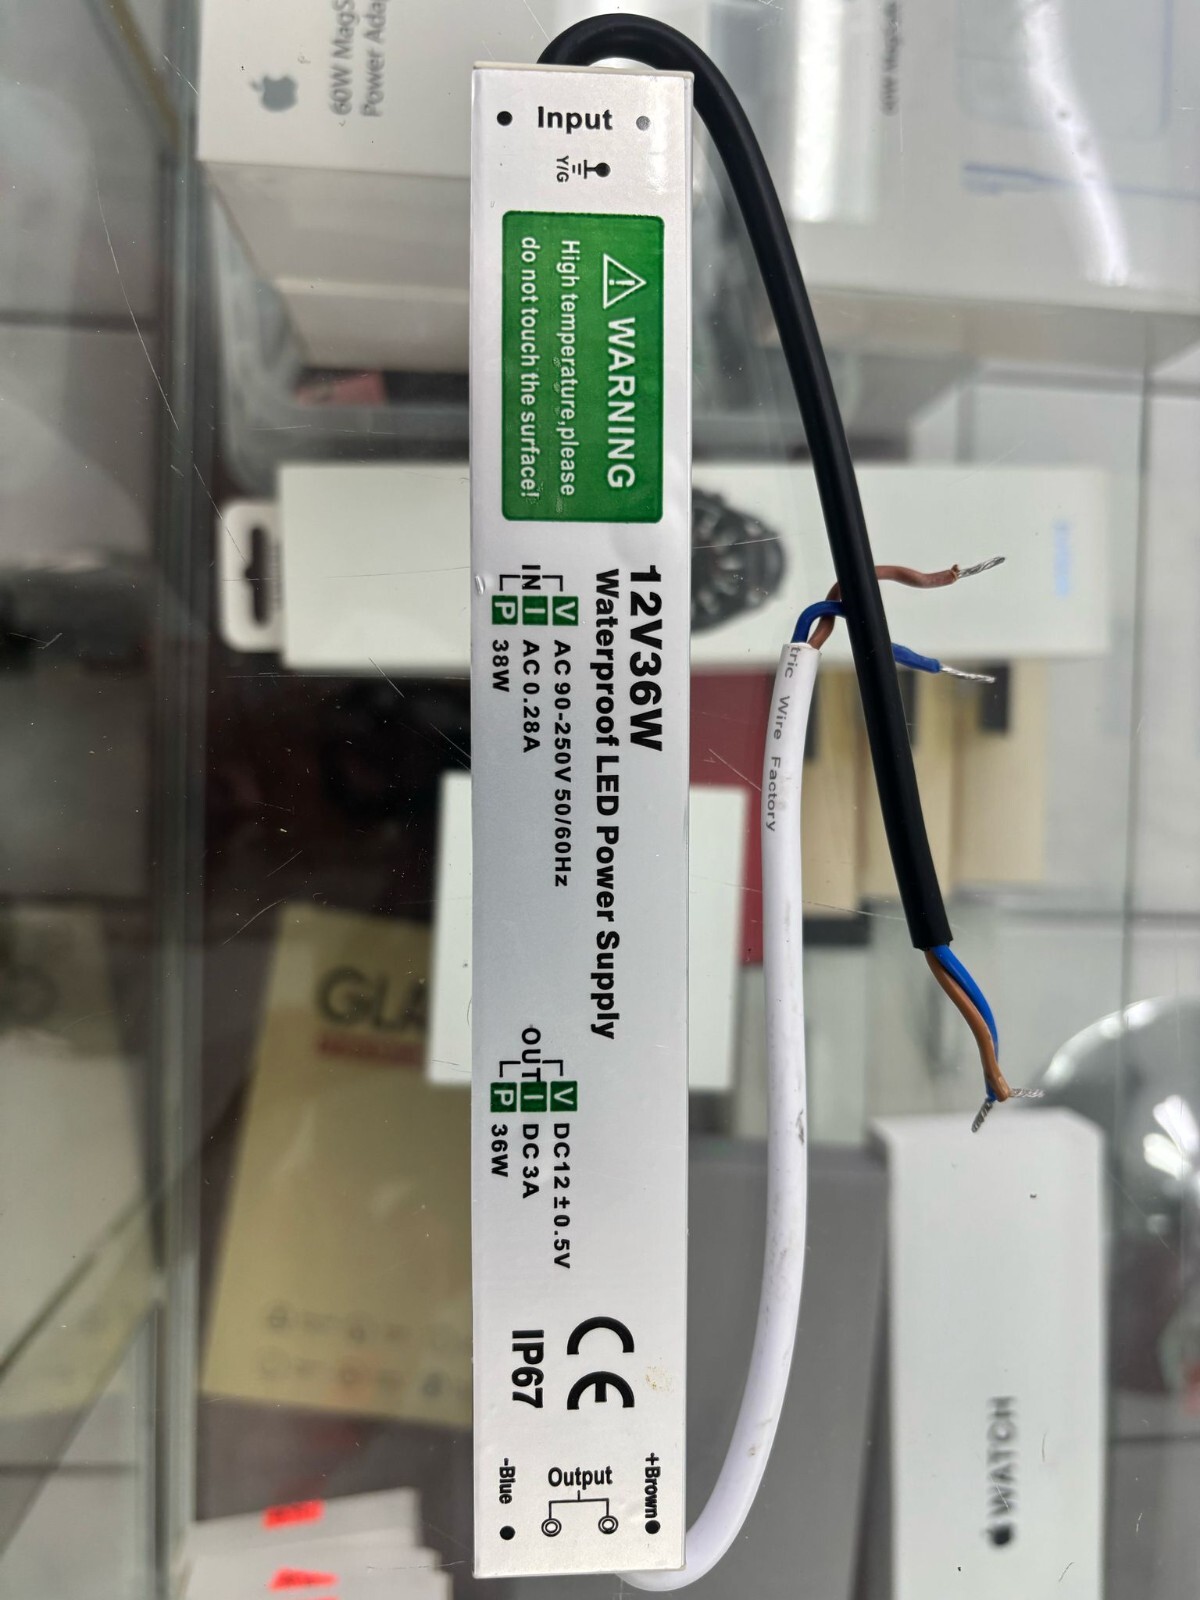 Input
Y/G
WARNING
High temperature,please
do not touch the surface!
12V36W
Waterproof LED Power Supply
IN
V AC 90-250V 50/60Hz
I AC 0.28A
P 38W
OUT
V DC12±0.5V
I DC 3A
P 36W
CE
IP67
+Brown
Output
-Blue
tric Wire Factory
60W MagS
Power Ada
GLA
WATCH